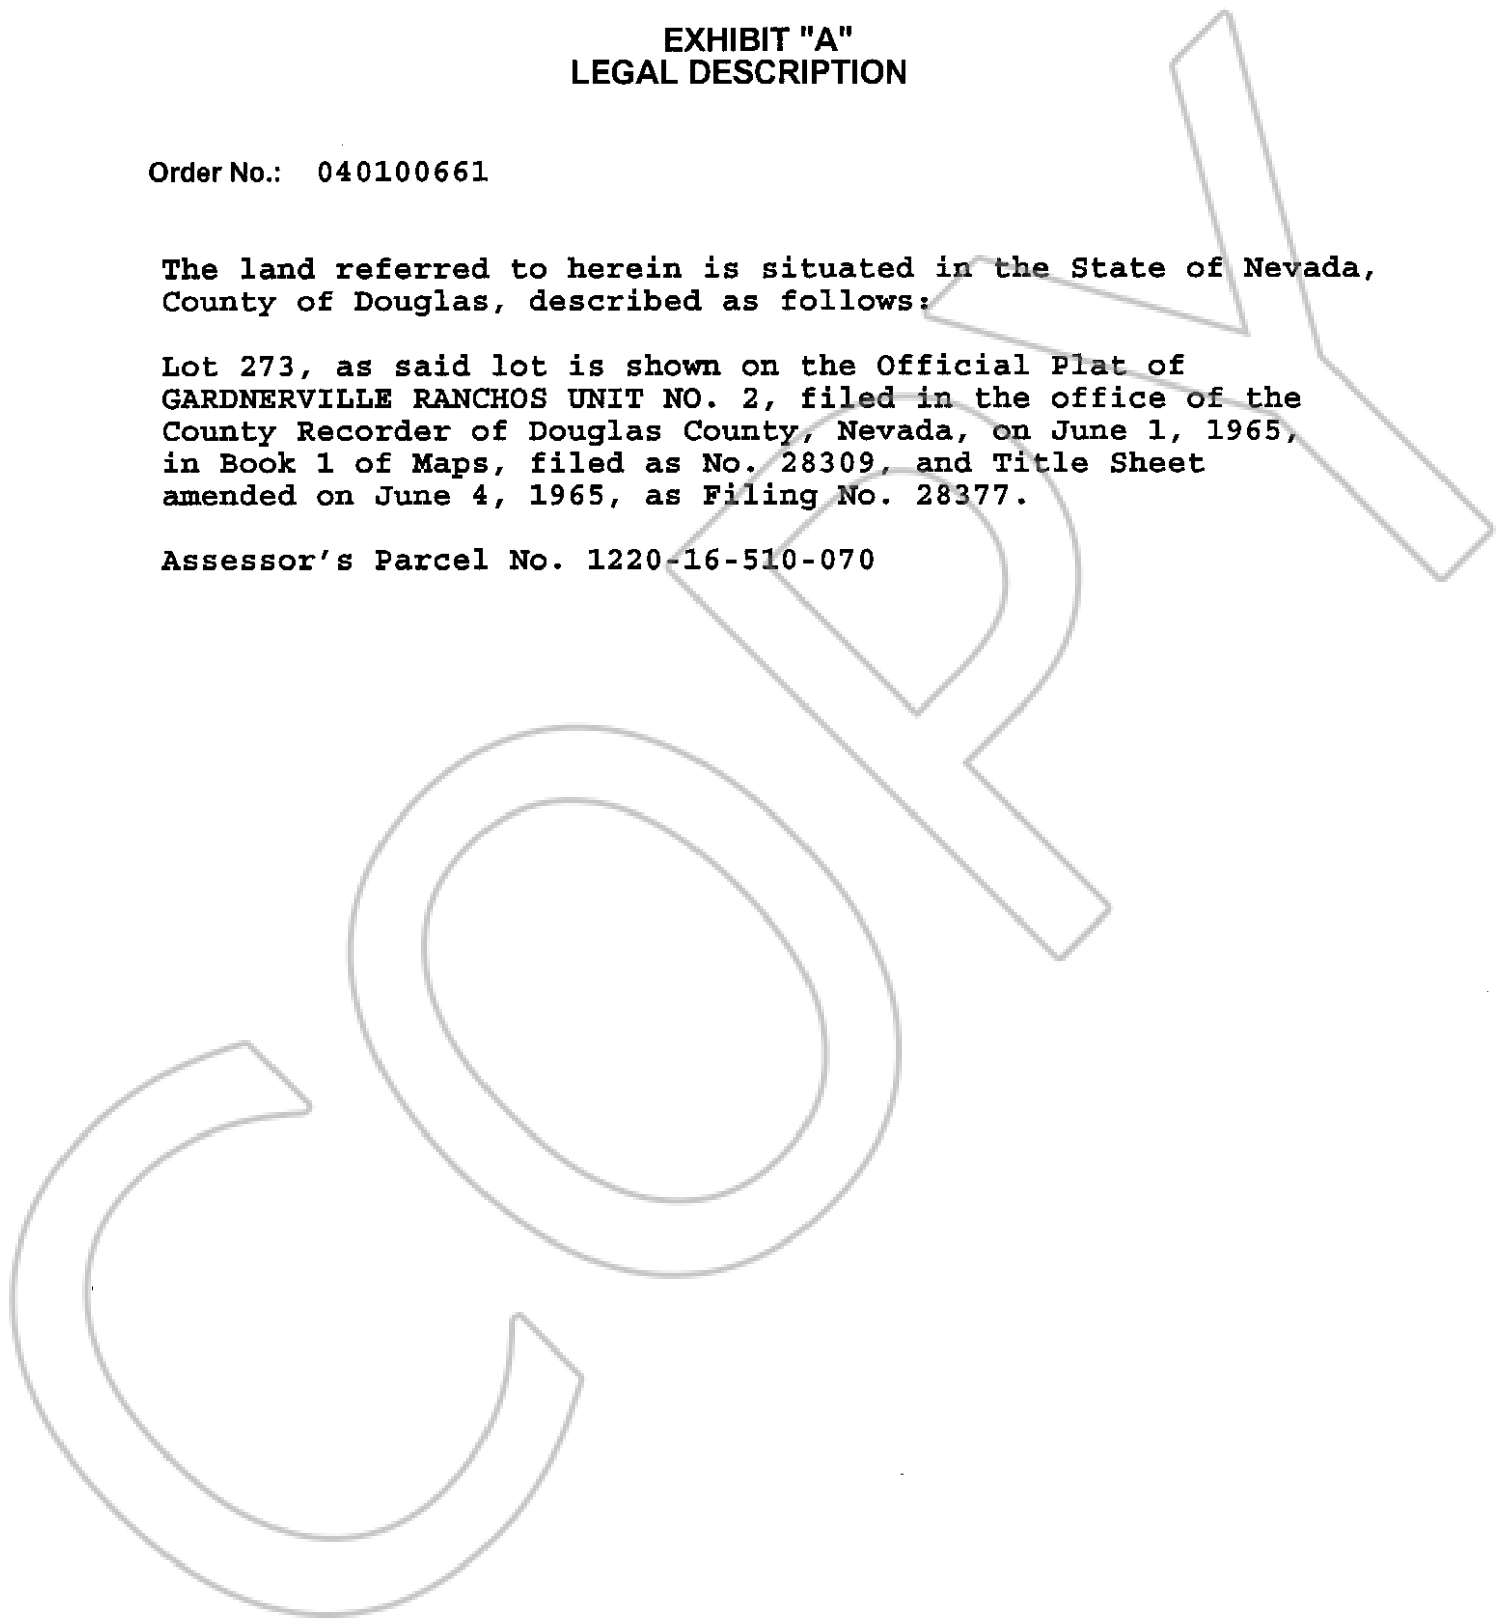 EXHIBIT "A"
LEGAL DESCRIPTION
Order No.: 040100661
The land referred to herein is situated in the State of Nevada,
County of Douglas, described as follows:
Lot 273, as said lot is shown on the Official Plat of
GARDNERVILLE RANCHOS UNIT NO. 2, filed in the office of the
County Recorder of Douglas County, Nevada, on June 1, 1965,
in Book 1 of Maps, filed as No. 28309, and Title Sheet
amended on June 4, 1965, as Filing No. 28377.
Assessor's Parcel No. 1220-16-510-070
COPY